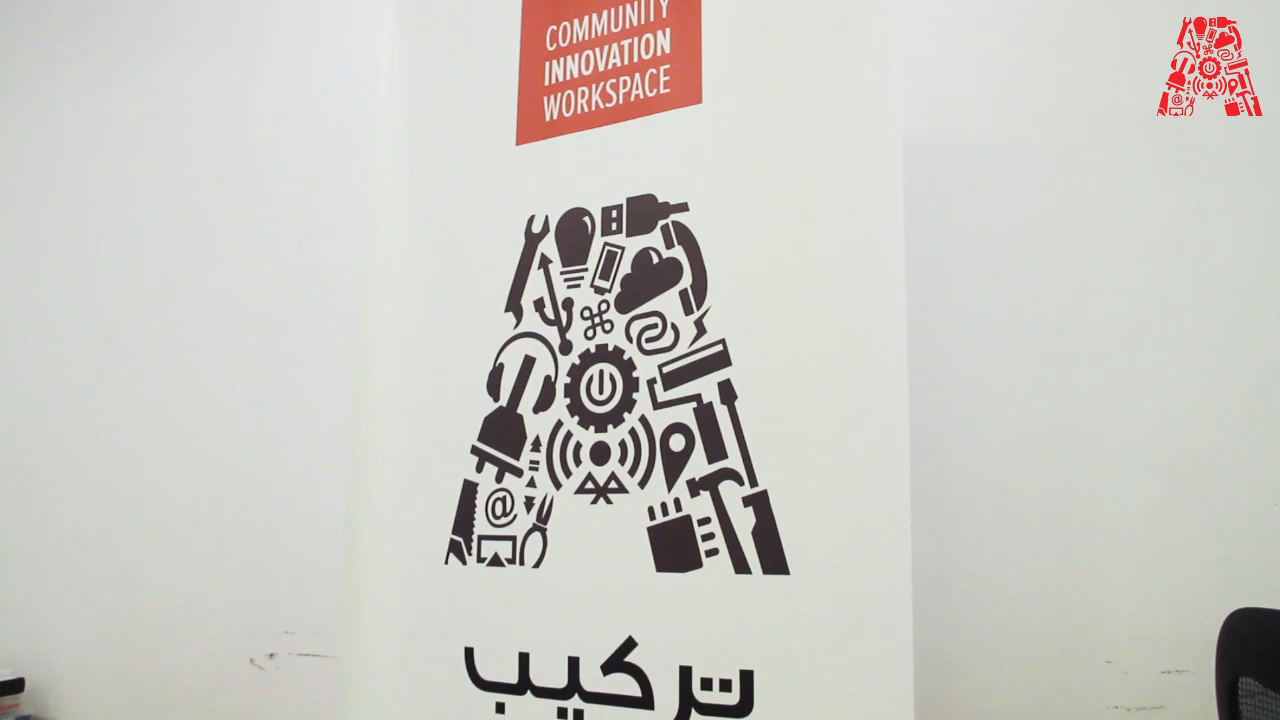 COMMUNITY
INNOVATION
WORKSPACE
@
تركيب